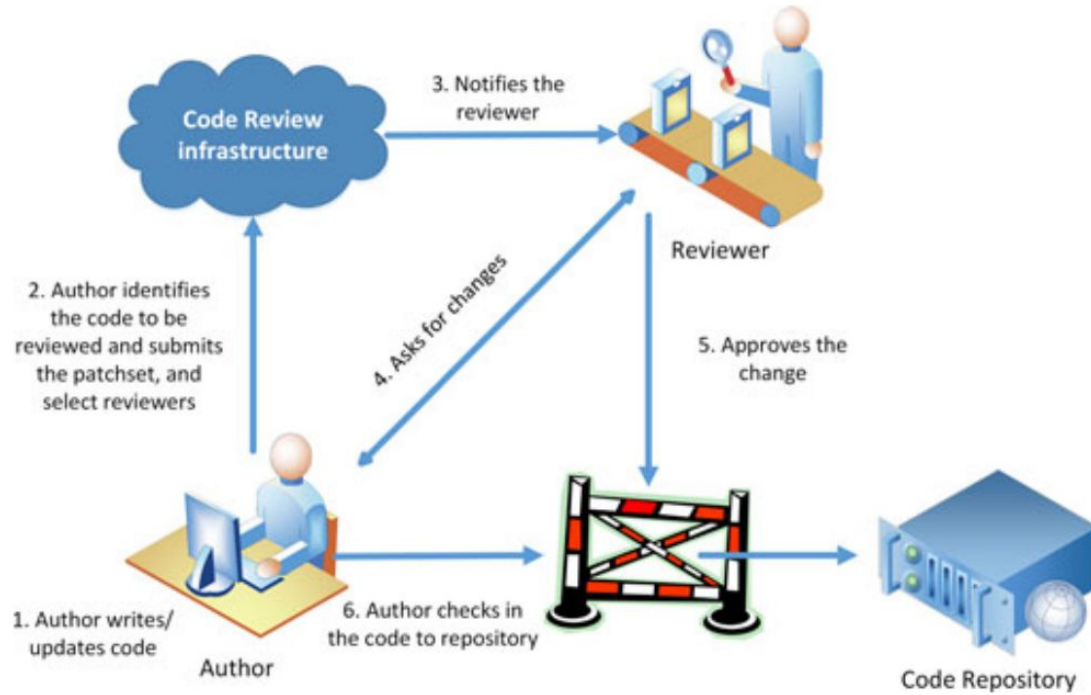 Code Review
infrastructure
3. Notifies the
reviewer
Reviewer
2. Author identifies
the code to be
reviewed and submits
the patchset, and
select reviewers
4. Asks for changes
5. Approves the
change
1. Author writes/
updates code
Author
6. Author checks in
the code to repository
Code Repository